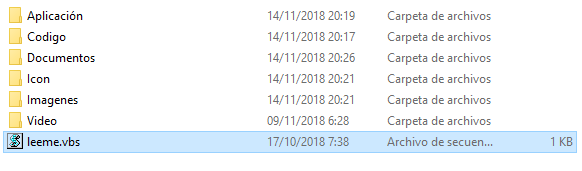 Aplicación 14/11/2018 20:19 Carpeta de archivos
Codigo 14/11/2018 20:17 Carpeta de archivos
Documentos 14/11/2018 20:26 Carpeta de archivos
Icon 14/11/2018 20:21 Carpeta de archivos
Imagenes 14/11/2018 20:21 Carpeta de archivos
Video 09/11/2018 6:28 Carpeta de archivos
leeme.vbs 17/10/2018 7:38 Archivo de secuen... 1 KB